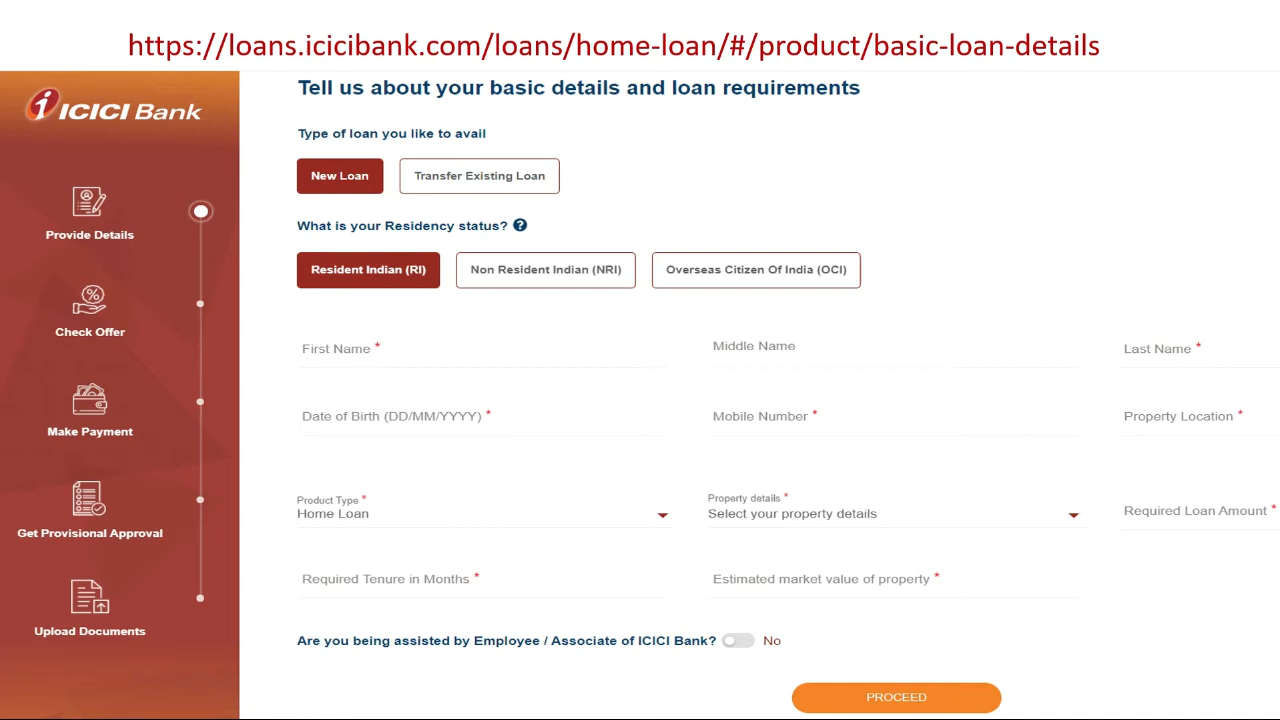 https://loans.icicibank.com/loans/home-loan/#/product/basic-loan-details
ICICI Bank
Provide Details
Check Offer
Make Payment
Get Provisional Approval
Upload Documents
Tell us about your basic details and loan requirements
Type of loan you like to avail
New Loan Transfer Existing Loan
What is your Residency status? ?
Resident Indian (RI) Non Resident Indian (NRI) Overseas Citizen Of India (OCI)
First Name * Middle Name Last Name *
Date of Birth (DD/MM/YYYY) * Mobile Number * Property Location *
Product Type * Property details *
Home Loan Select your property details Required Loan Amount *
Required Tenure in Months * Estimated market value of property *
Are you being assisted by Employee / Associate of ICICI Bank? No
PROCEED